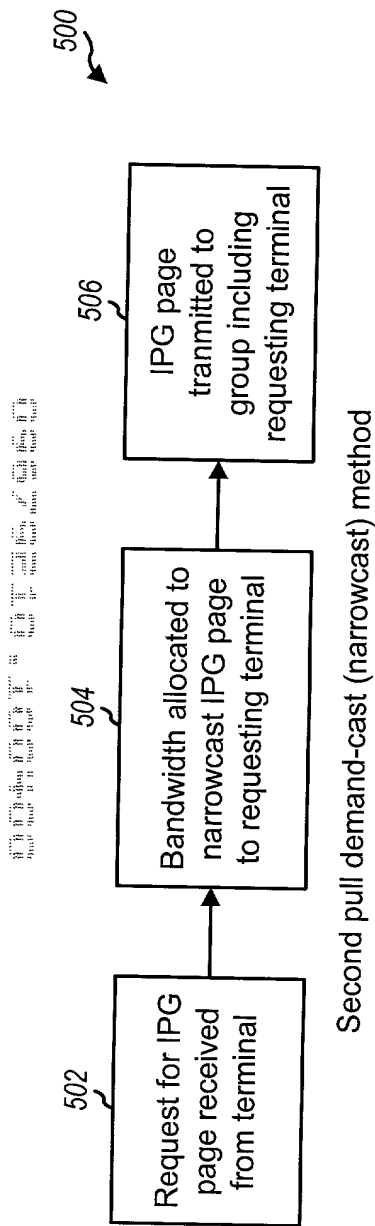 500
502
Request for IPG
page received
from terminal
504
Bandwidth allocated to
narrowcast IPG page
to requesting terminal
506
IPG page
tranmitted to
group including
requesting terminal
Second pull demand-cast (narrowcast) method